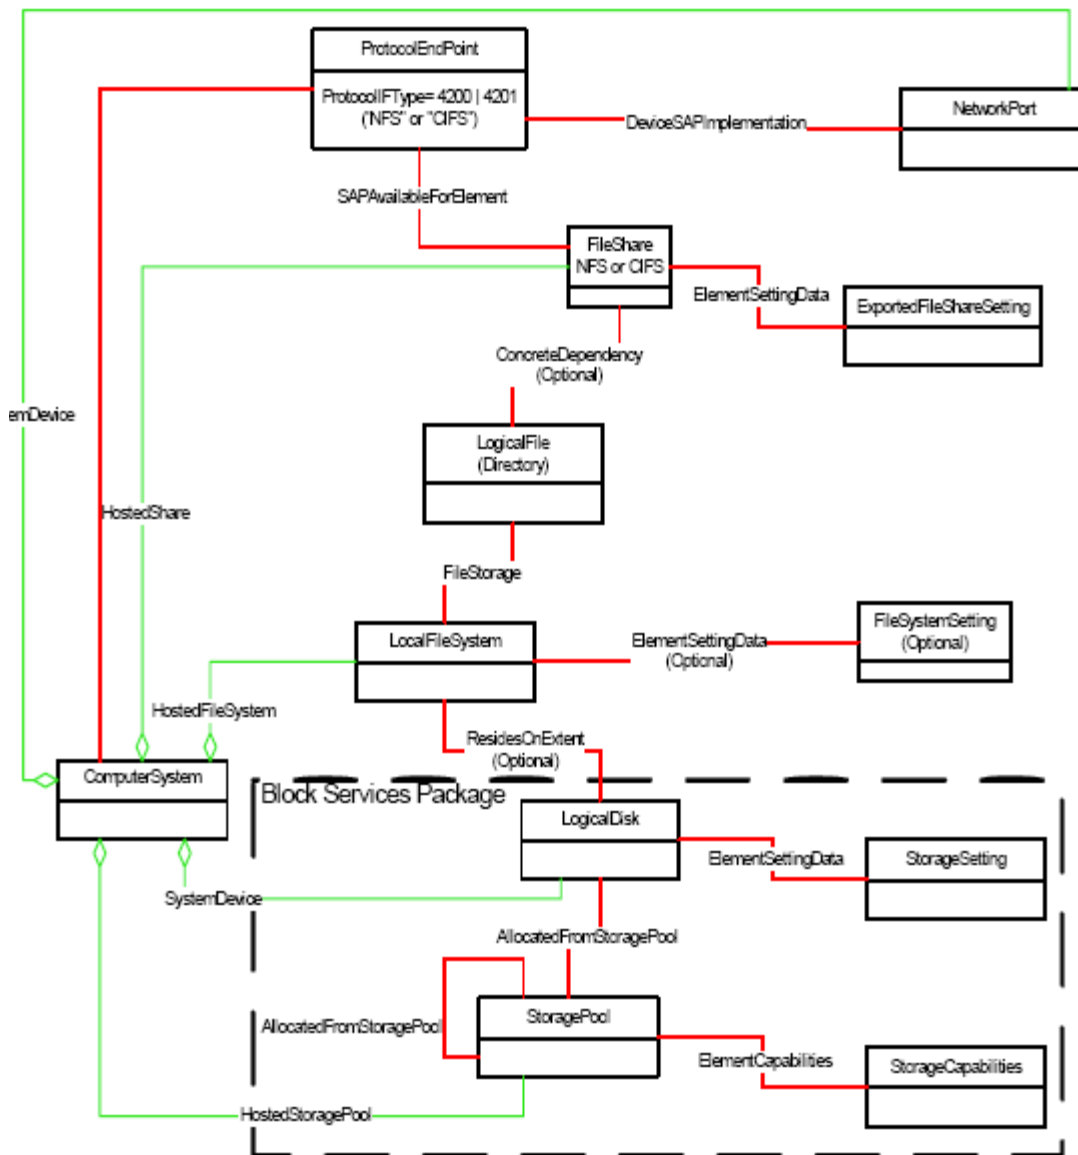 ProtocolEndPoint
ProtocolIFType= 4200 | 4201
("NFS" or "CIFS")
NetworkPort
DeviceSAPImplementation
SAPAvailableForElement
FileShare
NFS or CIFS
ElementSettingData
ExportedFileShareSetting
ConcreteDependency
(Optional)
emDevice
LogicalFile
(Directory)
HostedShare
FileStorage
LocalFileSystem
ElementSettingData
(Optional)
FileSystemSetting
(Optional)
HostedFileSystem
ResidesOnExtent
(Optional)
ComputerSystem
Block Services Package
LogicalDisk
ElementSettingData
StorageSetting
SystemDevice
AllocatedFromStoragePool
StoragePool
AllocatedFromStoragePool
ElementCapabilities
StorageCapabilities
HostedStoragePool